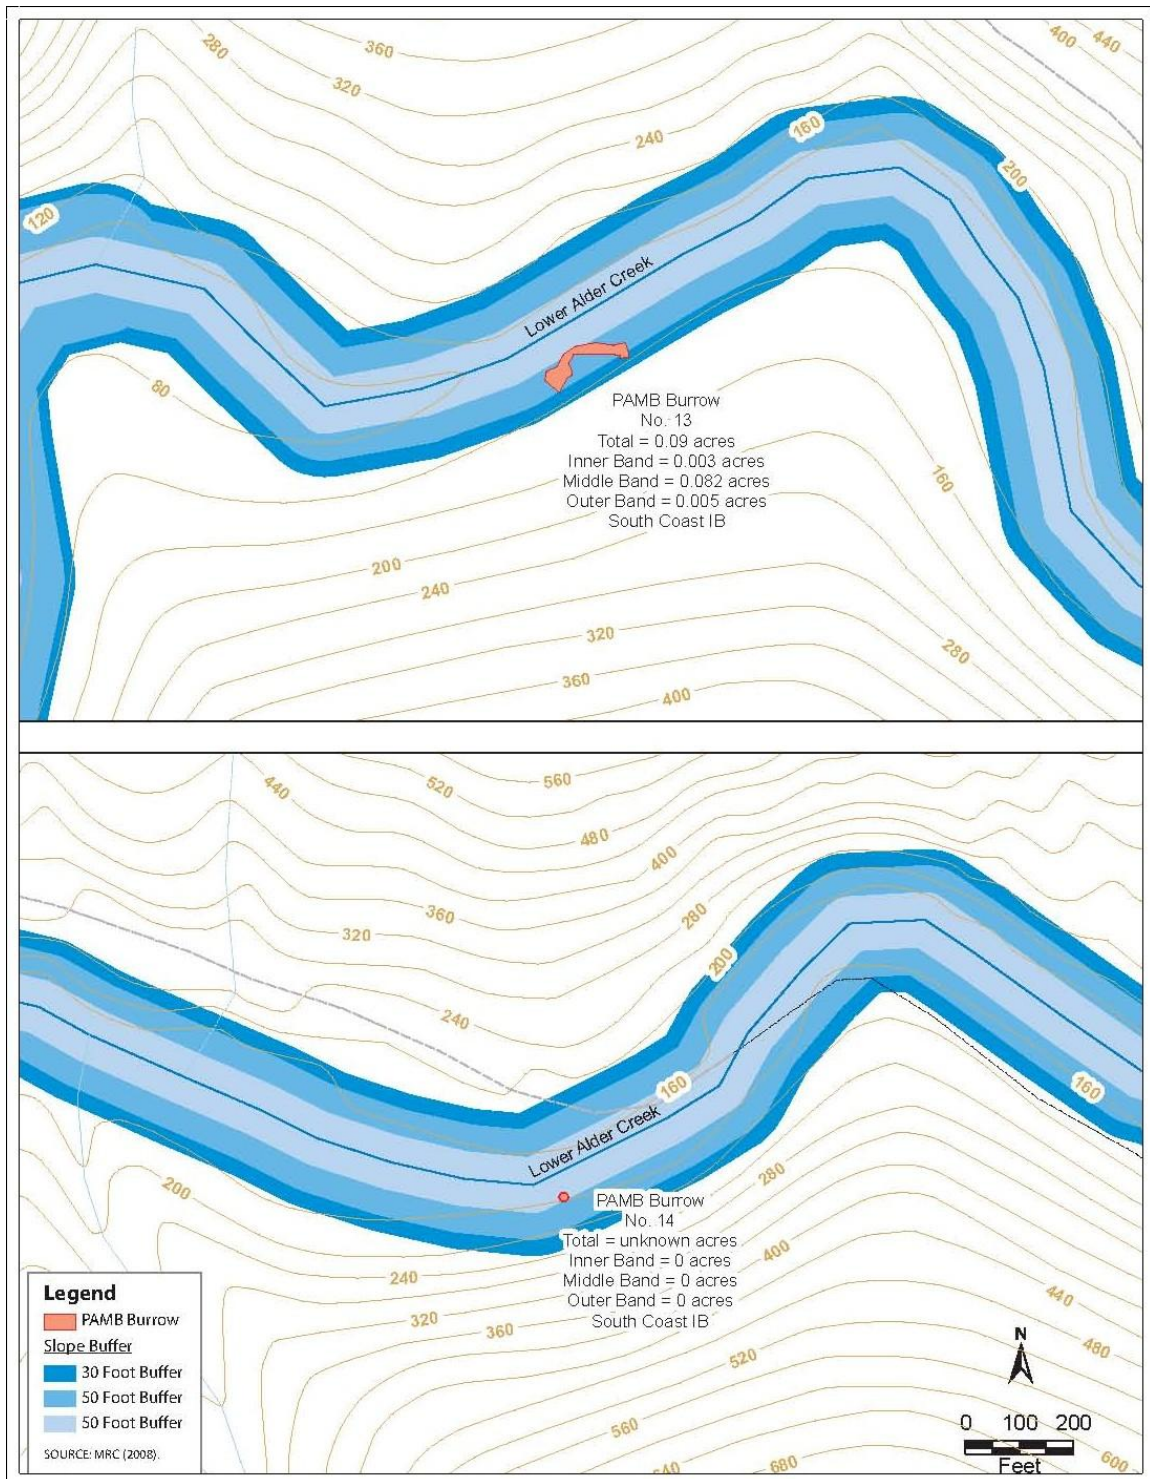 360
280
320
400
440
240
160
200
120
Lower Alder Creek
80
PAMB Burrow
No. 13
Total = 0.09 acres
Inner Band = 0.003 acres
Middle Band = 0.082 acres
Outer Band = 0.005 acres
South Coast IB
160
200
240
320
280
360
400
440
520
560
480
400
360
280
320
200
240
160
160
Lower Alder Creek
200
280
PAMB Burrow
No. 14
Total = unknown acres
Inner Band = 0 acres
Middle Band = 0 acres
Outer Band = 0 acres
South Coast IB
400
240
440
320
360
480
520
560
600
640
680
Legend
PAMB Burrow
Slope Buffer
30 Foot Buffer
50 Foot Buffer
50 Foot Buffer
SOURCE: MRC (2008).
N
0 100 200
Feet